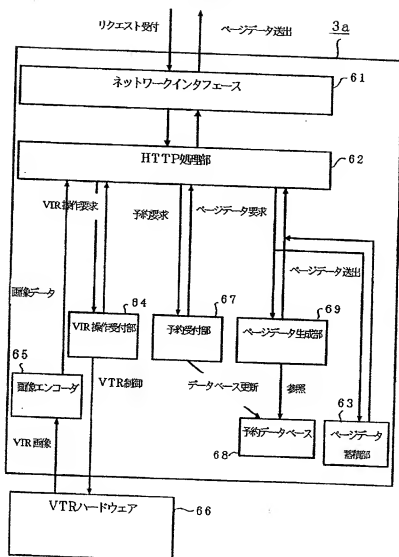 リクエスト受付
ページデータ送出
3a
ネットワークインタフェース
61
HTTP処理部
62
VTR操作要求
予約要求
ページデータ要求
ページデータ送出
画像データ
64
67
69
VTR操作受付部
予約受付部
ページデータ生成部
65
画像エンコーダ
VTR制御
データベース更新
参照
63
VTR画像
予約データベース
68
ページデータ
蓄積部
VTRハードウェア
66